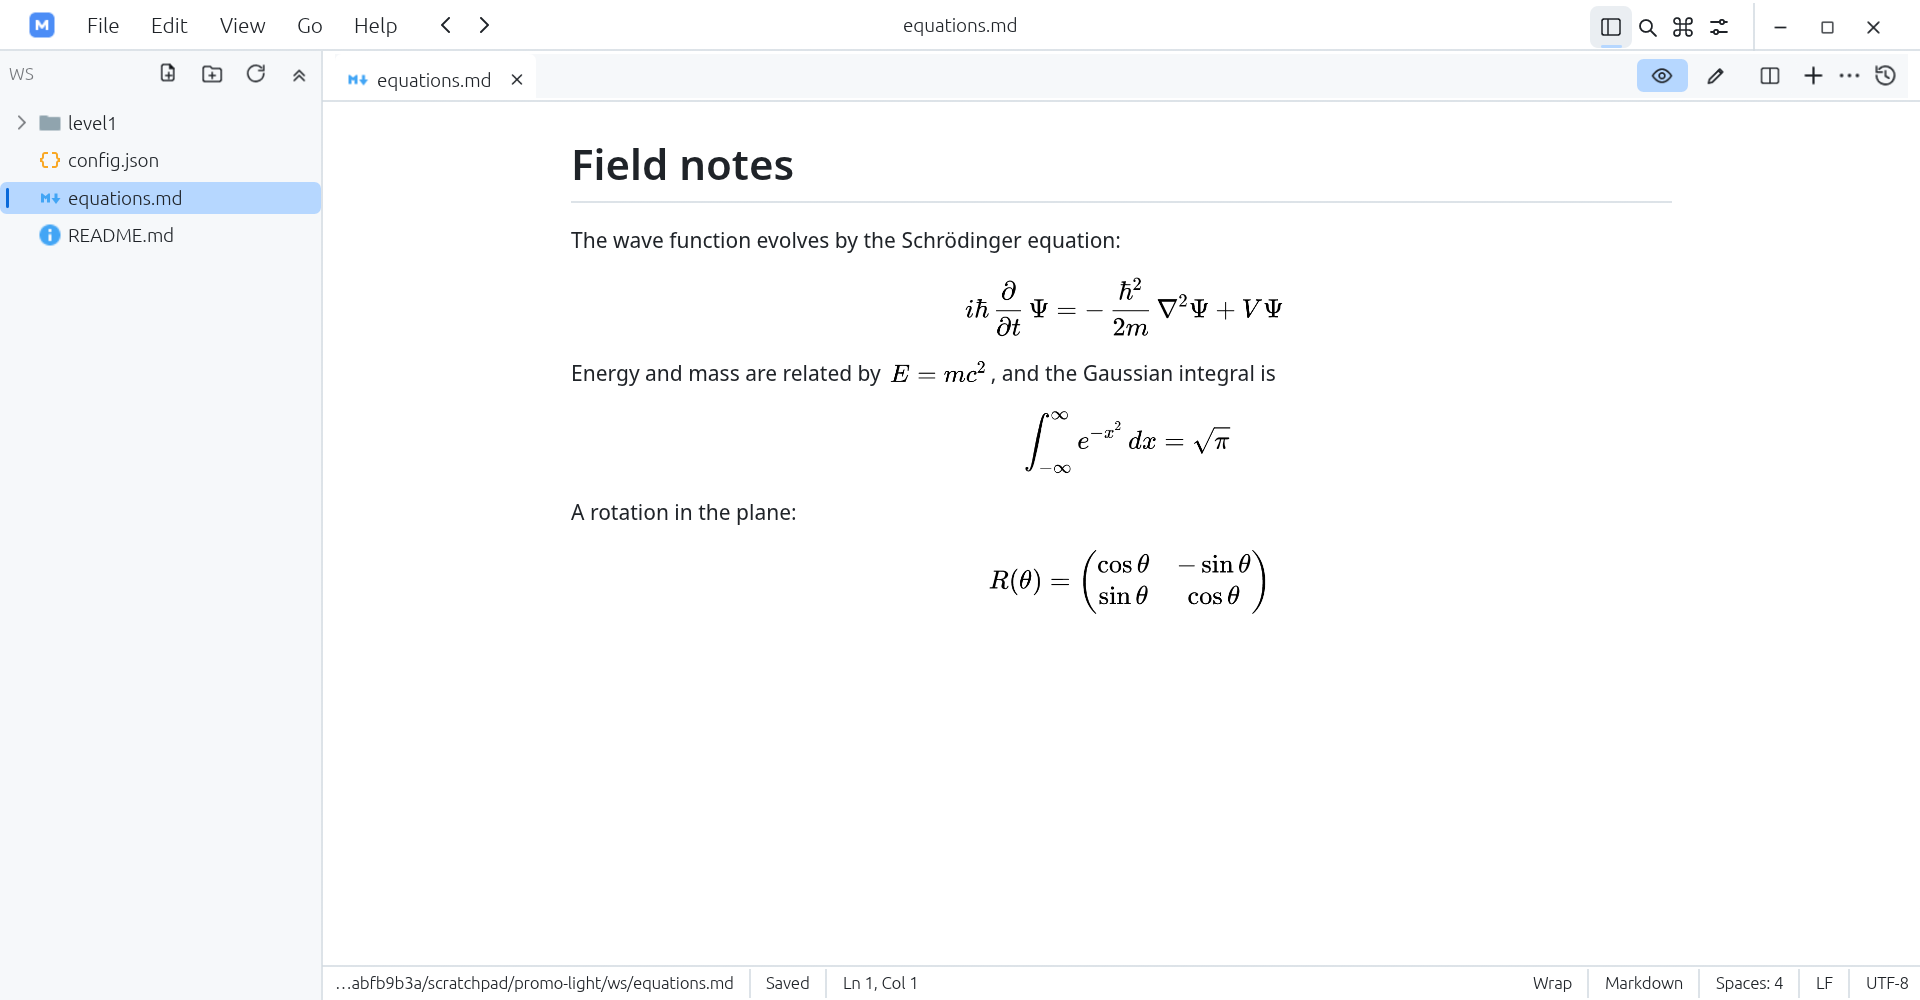 M File Edit View Go Help equations.md
WS
equations.md
level1
config.json
equations.md
README.md
Field notes
The wave function evolves by the Schrödinger equation:
iħ ∂/∂t Ψ = − ħ²/2m ∇²Ψ + VΨ
Energy and mass are related by E = mc², and the Gaussian integral is
∫_{−∞}^{∞} e^{−x²} dx = √π
A rotation in the plane:
R(θ) = (cos θ − sin θ
sin θ cos θ)
…abfb9b3a/scratchpad/promo-light/ws/equations.md Saved Ln 1, Col 1 Wrap Markdown Spaces: 4 LF UTF-8